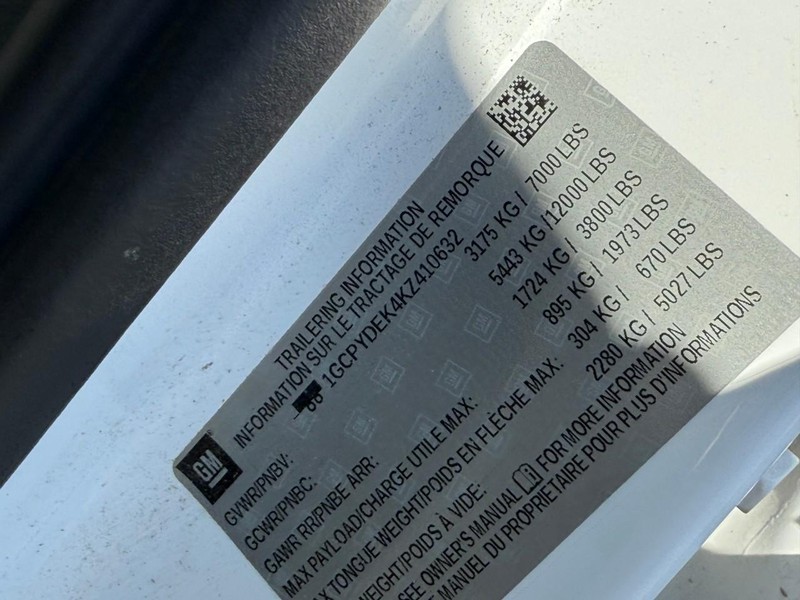 TRAILERING INFORMATION
INFORMATION SUR LE TRACTAGE DE REMORQUE
GM
1GCPYDEK4KZ410632
GVWR/PNBV: 3175 KG / 7000 LBS
GCWR/PNBC: 5443 KG /12000 LBS
GAWR RR/PNBE ARR: 1724 KG / 3800 LBS
MAX PAYLOAD/CHARGE UTILE MAX: 895 KG / 1973 LBS
MAX TONGUE WEIGHT/POIDS EN FLÈCHE MAX: 304 KG / 670 LBS
WEIGHT/POIDS À VIDE: 2280 KG / 5027 LBS
SEE OWNER'S MANUAL FOR MORE INFORMATION
MANUEL DU PROPRIÉTAIRE POUR PLUS D'INFORMATIONS